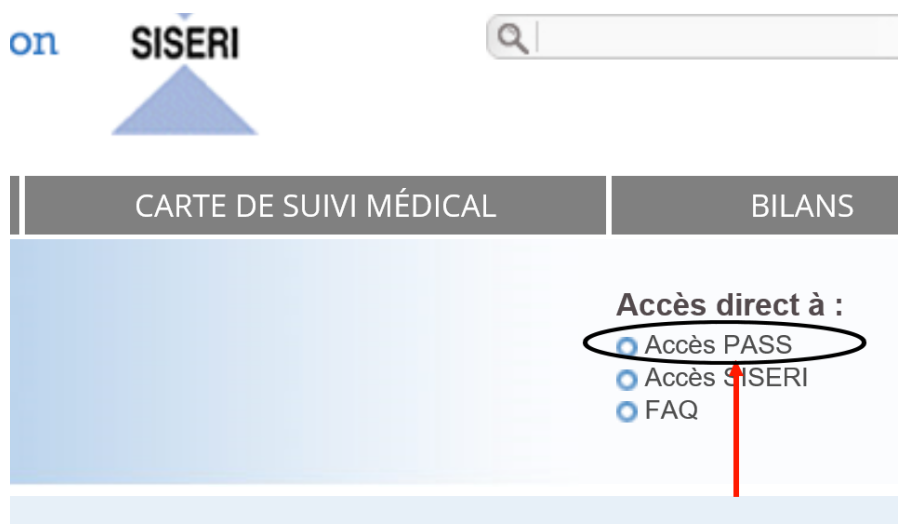 on
SISERI
CARTE DE SUIVI MÉDICAL
BILANS
Accès direct à :
Accès PASS
Accès SISERI
FAQ